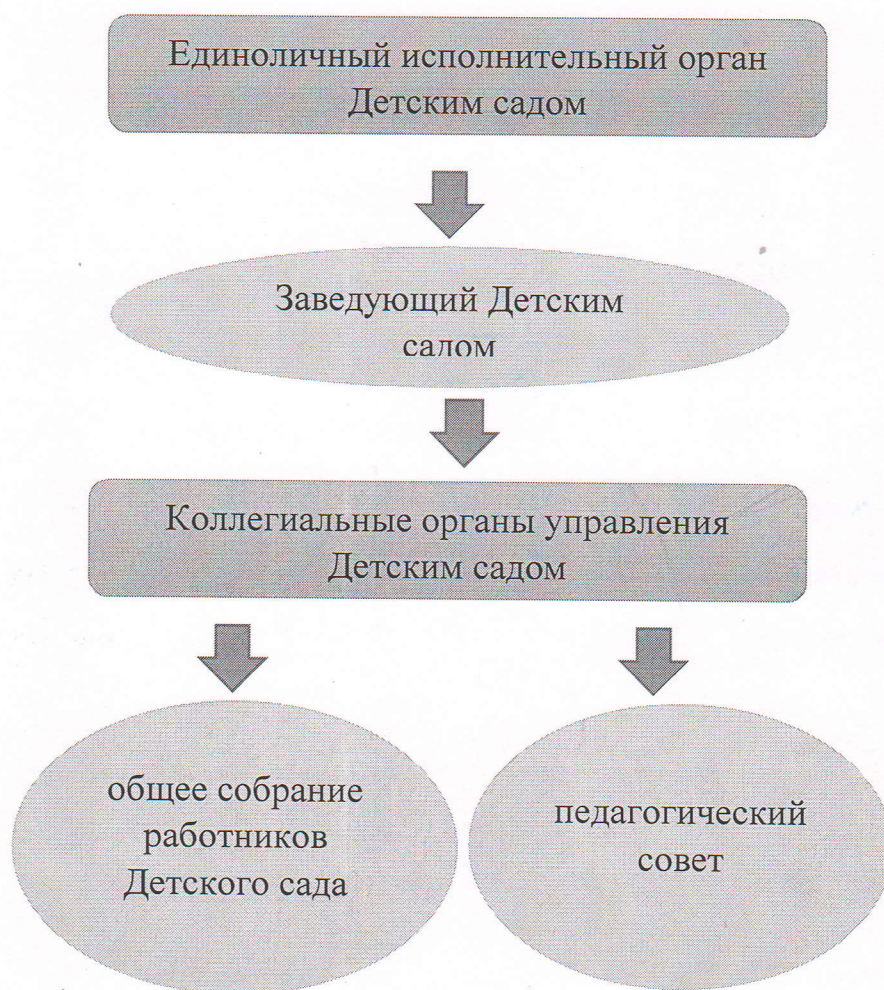 Единоличный исполнительный орган
Детским садом
Заведующий Детским
салом
Коллегиальные органы управления
Детским садом
общее собрание
работников
Детского сада
педагогический
совет